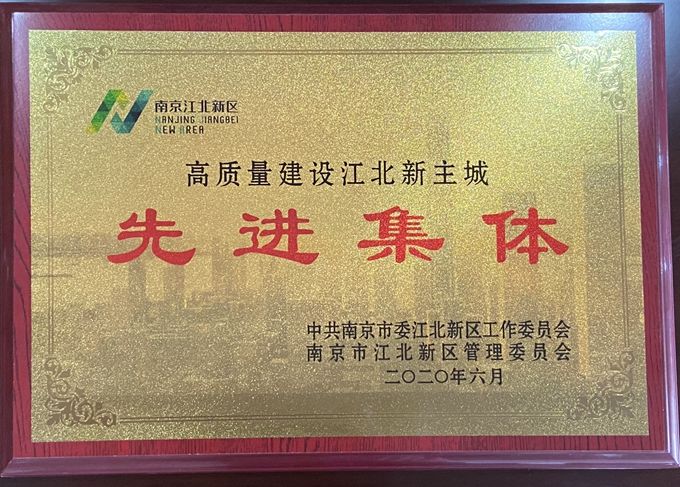 南京江北新区
NANJING JIANGBEI
NEW AREA
高质量建设江北新主城
先进集体
中共南京市委江北新区工作委员会
南京市江北新区管理委员会
二〇二〇年六月